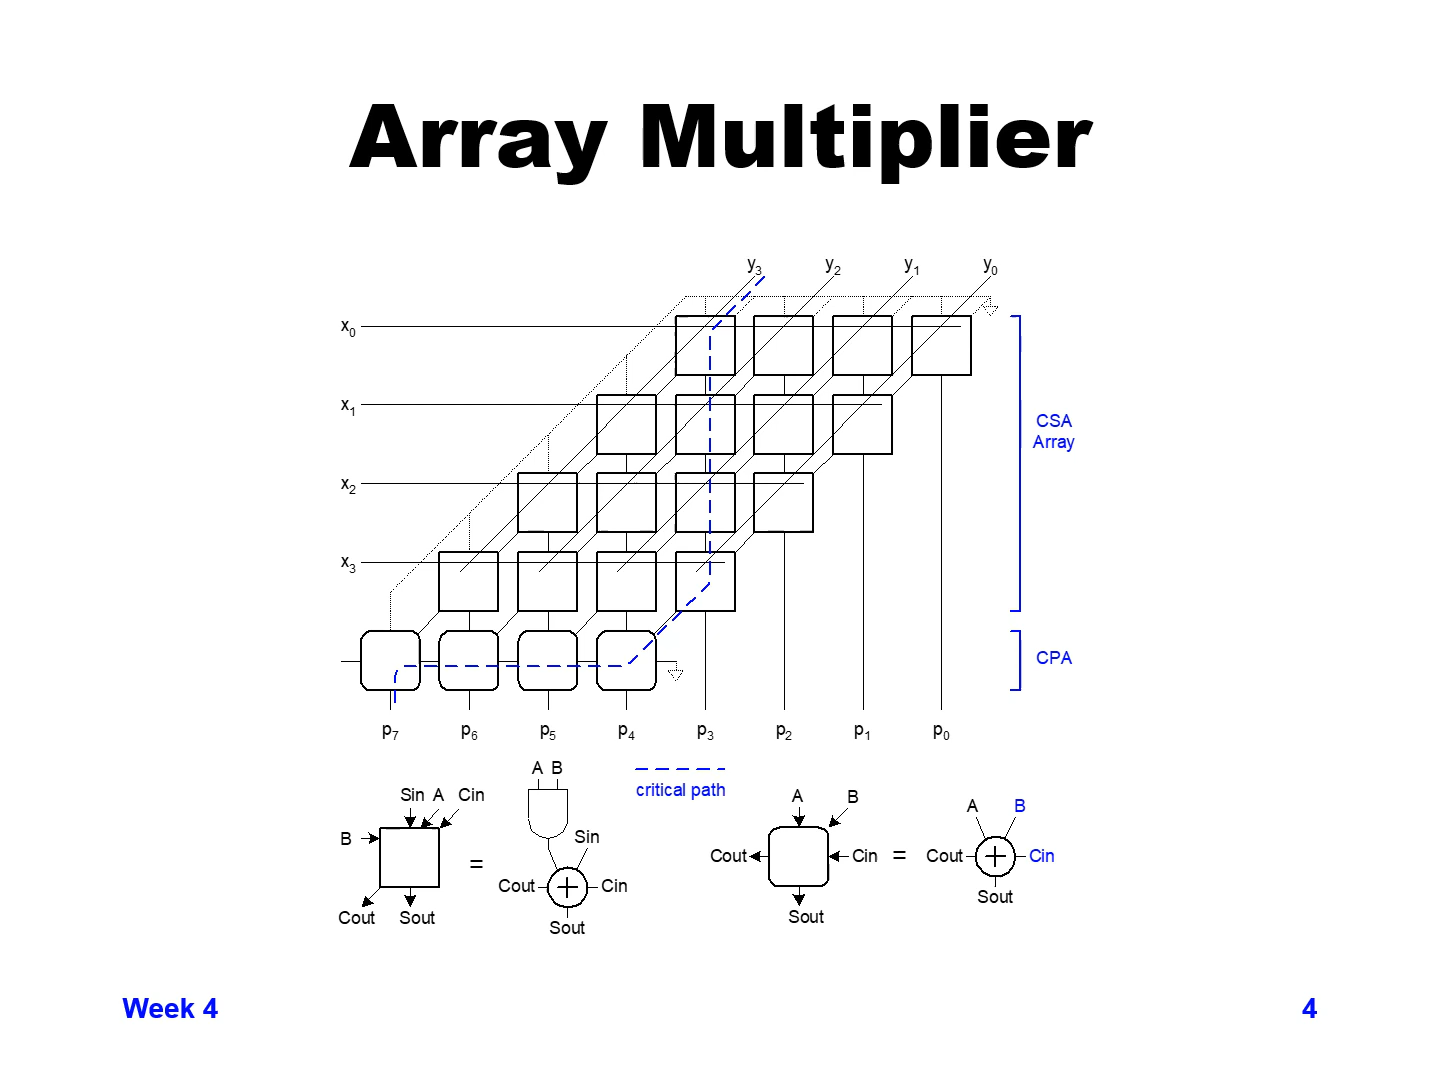 Array Multiplier
y3 y2 y1 y0
x0
x1
CSA
Array
x2
x3
CPA
p7 p6 p5 p4 p3 p2 p1 p0
A B
critical path
Sin A Cin
A B
A B
B
Sin
=
Cout Cin = Cout Cin
Cout Cin
Sout
Cout Sout
Sout
Sout
Week 4
4